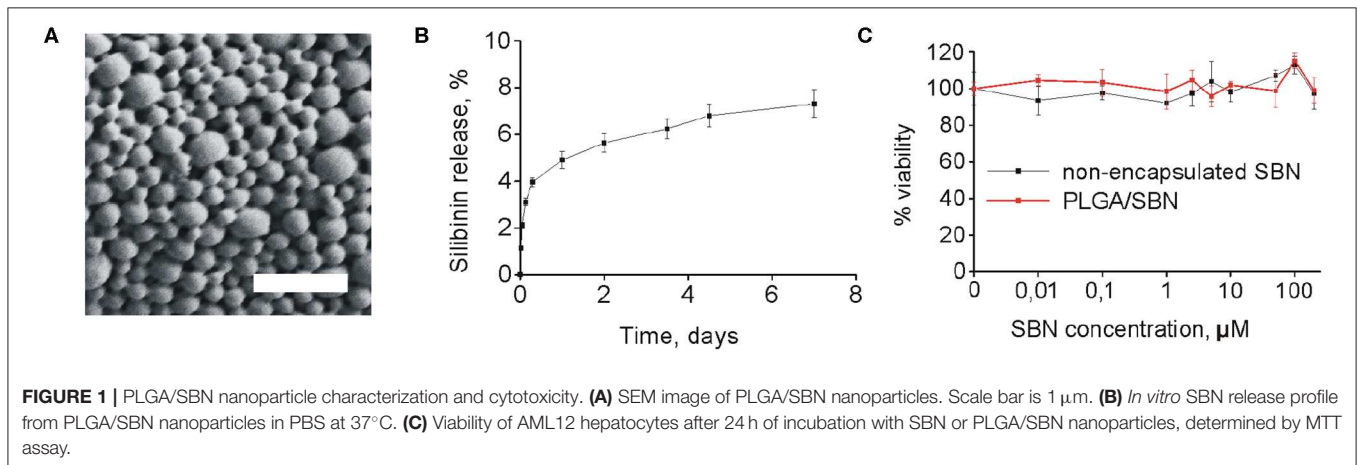 A
B
C
10
8
6
4
2
0
Silibinin release, %
0 2 4 6 8
Time, days
120
100
80
60
40
20
0
% viability
non-encapsulated SBN
PLGA/SBN
0 0,01 0,1 1 10 100
SBN concentration, µM
FIGURE 1 | PLGA/SBN nanoparticle characterization and cytotoxicity. (A) SEM image of PLGA/SBN nanoparticles. Scale bar is 1 µm. (B) In vitro SBN release profile
from PLGA/SBN nanoparticles in PBS at 37°C. (C) Viability of AML12 hepatocytes after 24 h of incubation with SBN or PLGA/SBN nanoparticles, determined by MTT
assay.